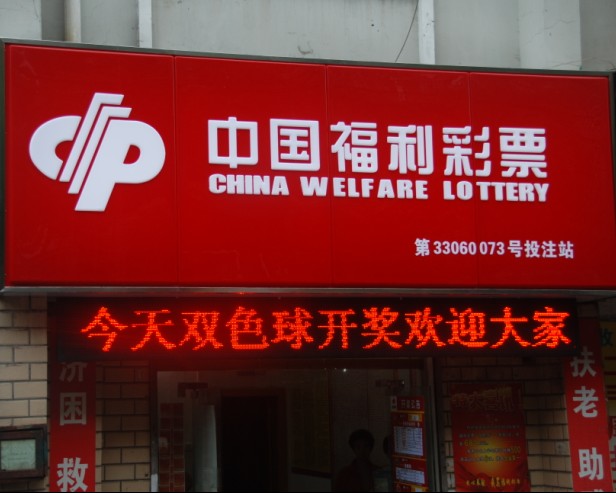 中国福利彩票
CHINA WELFARE LOTTERY
第33060073号投注站
今天双色球开奖欢迎大家
济困 救
扶老 助